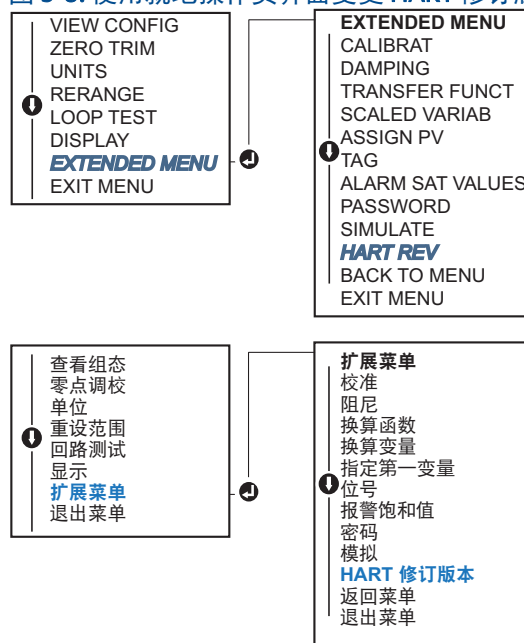 VIEW CONFIG
ZERO TRIM
UNITS
RERANGE
LOOP TEST
DISPLAY
EXTENDED MENU
EXIT MENU
EXTENDED MENU
CALIBRAT
DAMPING
TRANSFER FUNCT
SCALED VARIAB
ASSIGN PV
TAG
ALARM SAT VALUES
PASSWORD
SIMULATE
HART REV
BACK TO MENU
EXIT MENU
查看组态
零点调校
单位
重设范围
回路测试
显示
扩展菜单
退出菜单
扩展菜单
校准
阻尼
换算函数
换算变量
指定第一变量
位号
报警饱和值
密码
模拟
HART 修订版本
返回菜单
退出菜单